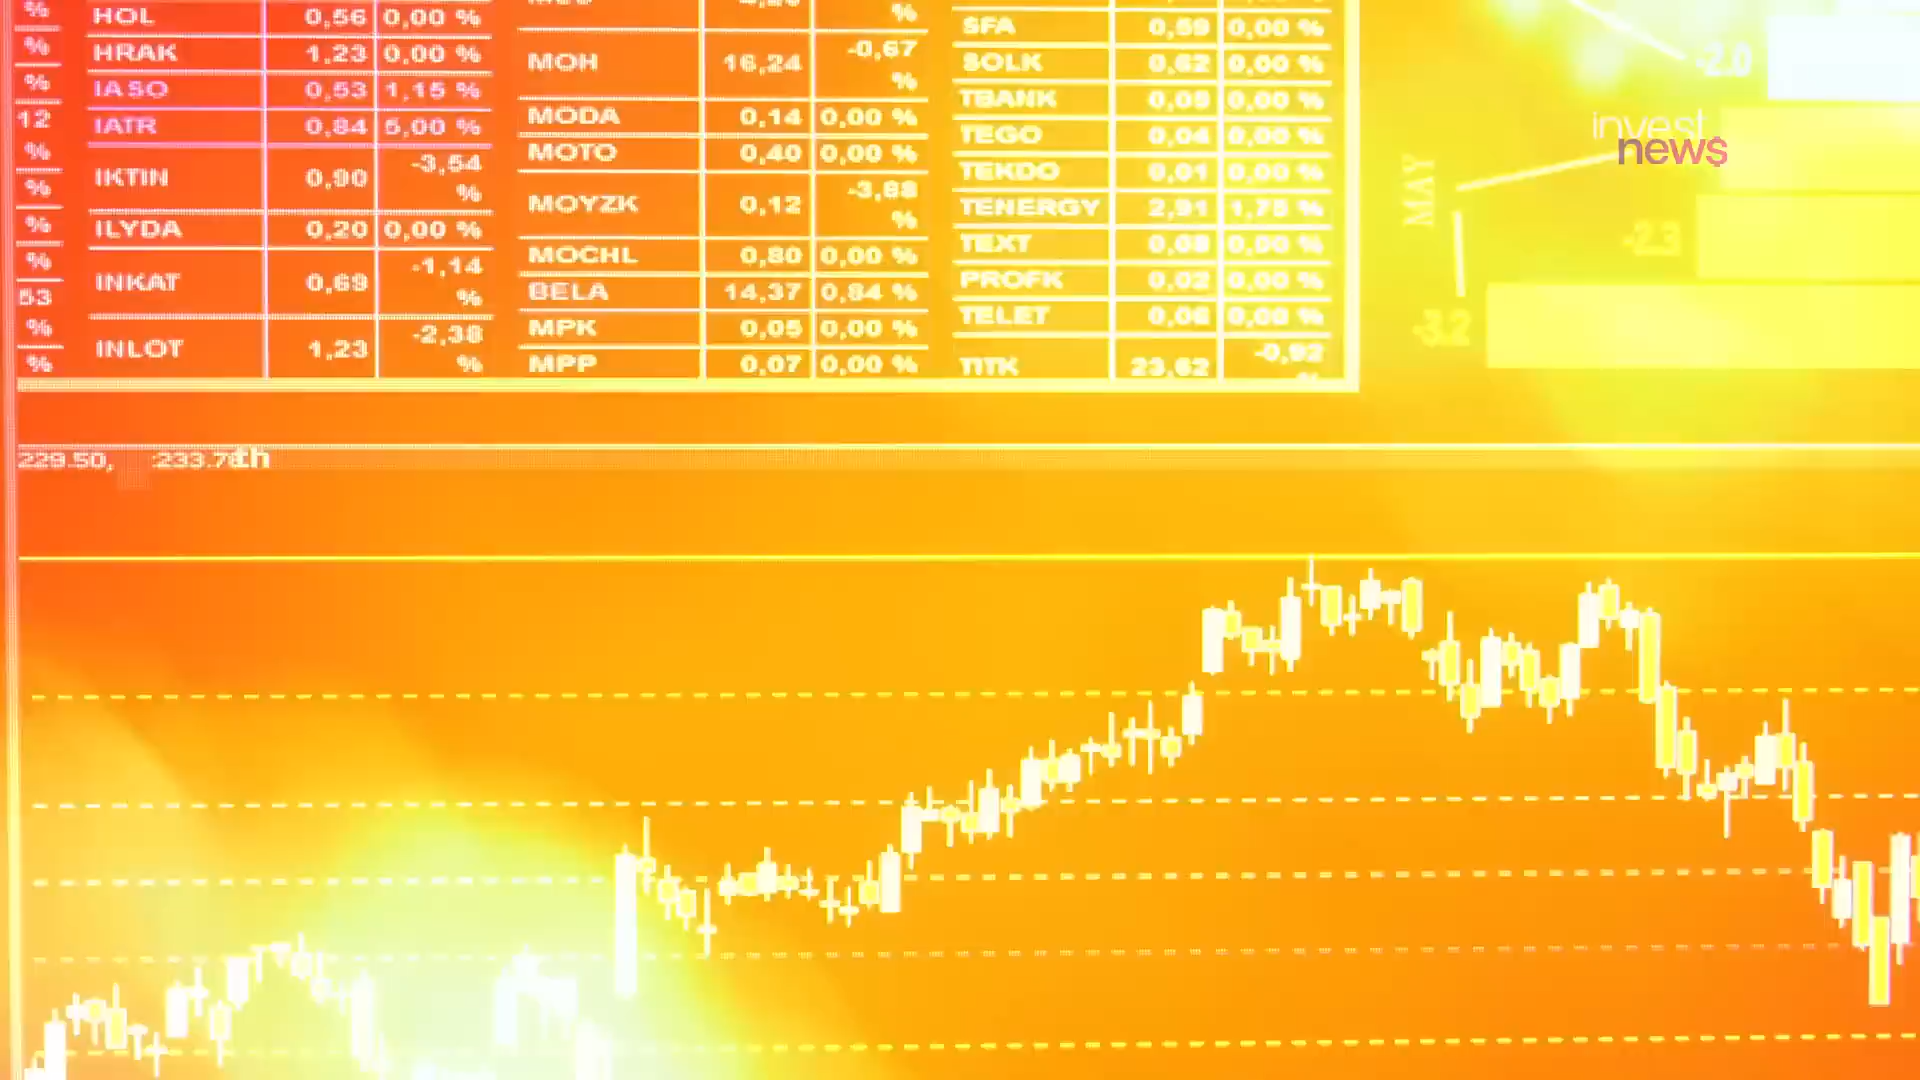 %
HOL 0,56 0,00 %
%
HRAK 1,23 0,00 %
%
IASO 0,53 1,15 %
12
IATR 0,84 5,00 %
%
IKTIN 0,90 -3,54
%
%
%
ILYDA 0,20 0,00 %
%
INKAT 0,69 -1,14
%
53
%
INLOT 1,23 -2,38
%
%
%
MOH 16,24 -0,67
%
MODA 0,14 0,00 %
MOTO 0,40 0,00 %
MOYZK 0,12 -3,88
%
MOCHL 0,80 0,00 %
BELA 14,37 0,84 %
MPK 0,05 0,00 %
MPP 0,07 0,00 %
SFA 0,59 0,00 %
SOLK 0,62 0,00 %
TBANK 0,05 0,00 %
TEGO 0,04 0,00 %
TEKDO 0,01 0,00 %
TENERGY 2,91 1,75 %
TEXT 0,08 0,00 %
PROFK 0,02 0,00 %
TELET 0,06 0,00 %
TITK 23,62 -0,92
-2.0
invest
news
MAY
-2.3
-3.2
229.50,